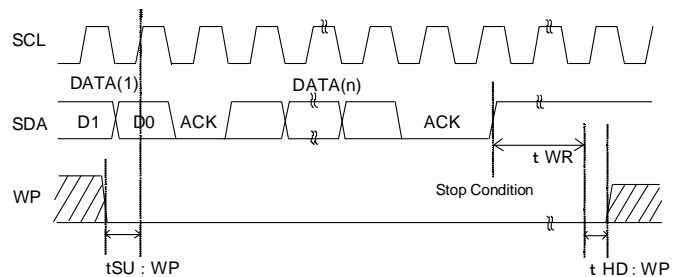 SCL
DATA(1)
DATA(n)
SDA
D1
D0
ACK
ACK
t WR
Stop Condition
WP
tSU : WP
t HD : WP